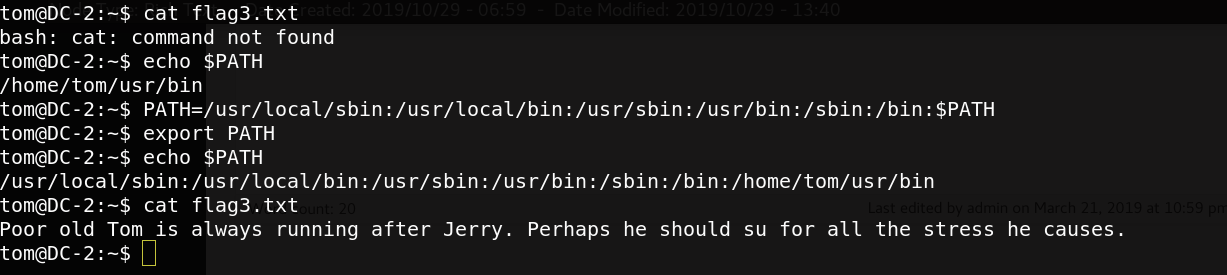 tom@DC-2:~$ cat flag3.txt
Created: 2019/10/29 - 06:59 - Date Modified: 2019/10/29 - 13:40
bash: cat: command not found
tom@DC-2:~$ echo $PATH
/home/tom/usr/bin
tom@DC-2:~$ PATH=/usr/local/sbin:/usr/local/bin:/usr/sbin:/usr/bin:/sbin:/bin:$PATH
tom@DC-2:~$ export PATH
tom@DC-2:~$ echo $PATH
/usr/local/sbin:/usr/local/bin:/usr/sbin:/usr/bin:/sbin:/bin:/home/tom/usr/bin
tom@DC-2:~$ cat flag3.txt
count: 20
Last edited by admin on March 21, 2019 at 10:59 pm
Poor old Tom is always running after Jerry. Perhaps he should su for all the stress he causes.
tom@DC-2:~$